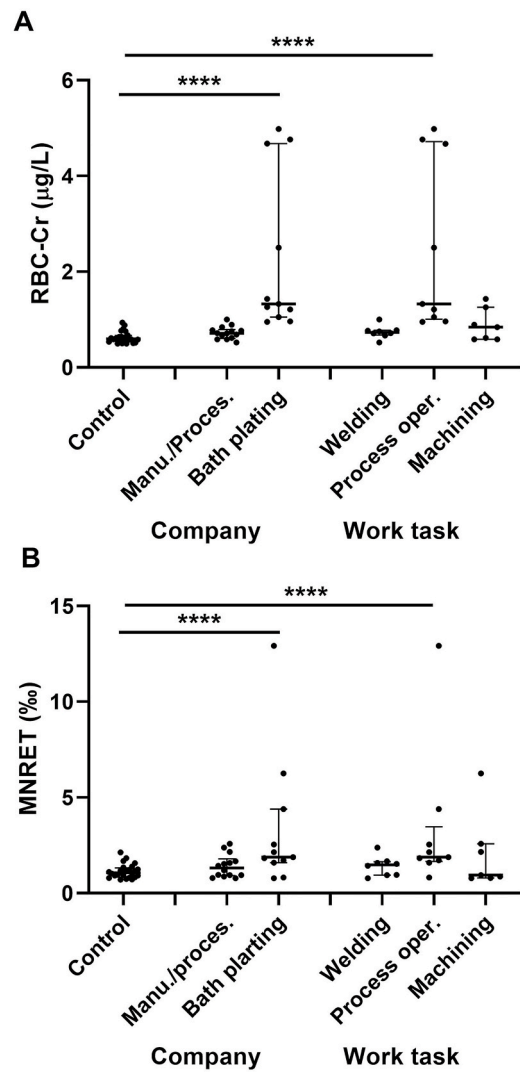 A
****
****
6
4
2
0
RBC-Cr (µg/L)
Control
Manu./Proces.
Bath plating
Welding
Process oper.
Machining
Company
Work task
B
****
****
15
10
5
0
MNRET (‰)
Control
Manu./proces.
Bath plarting
Welding
Process oper.
Machining
Company
Work task